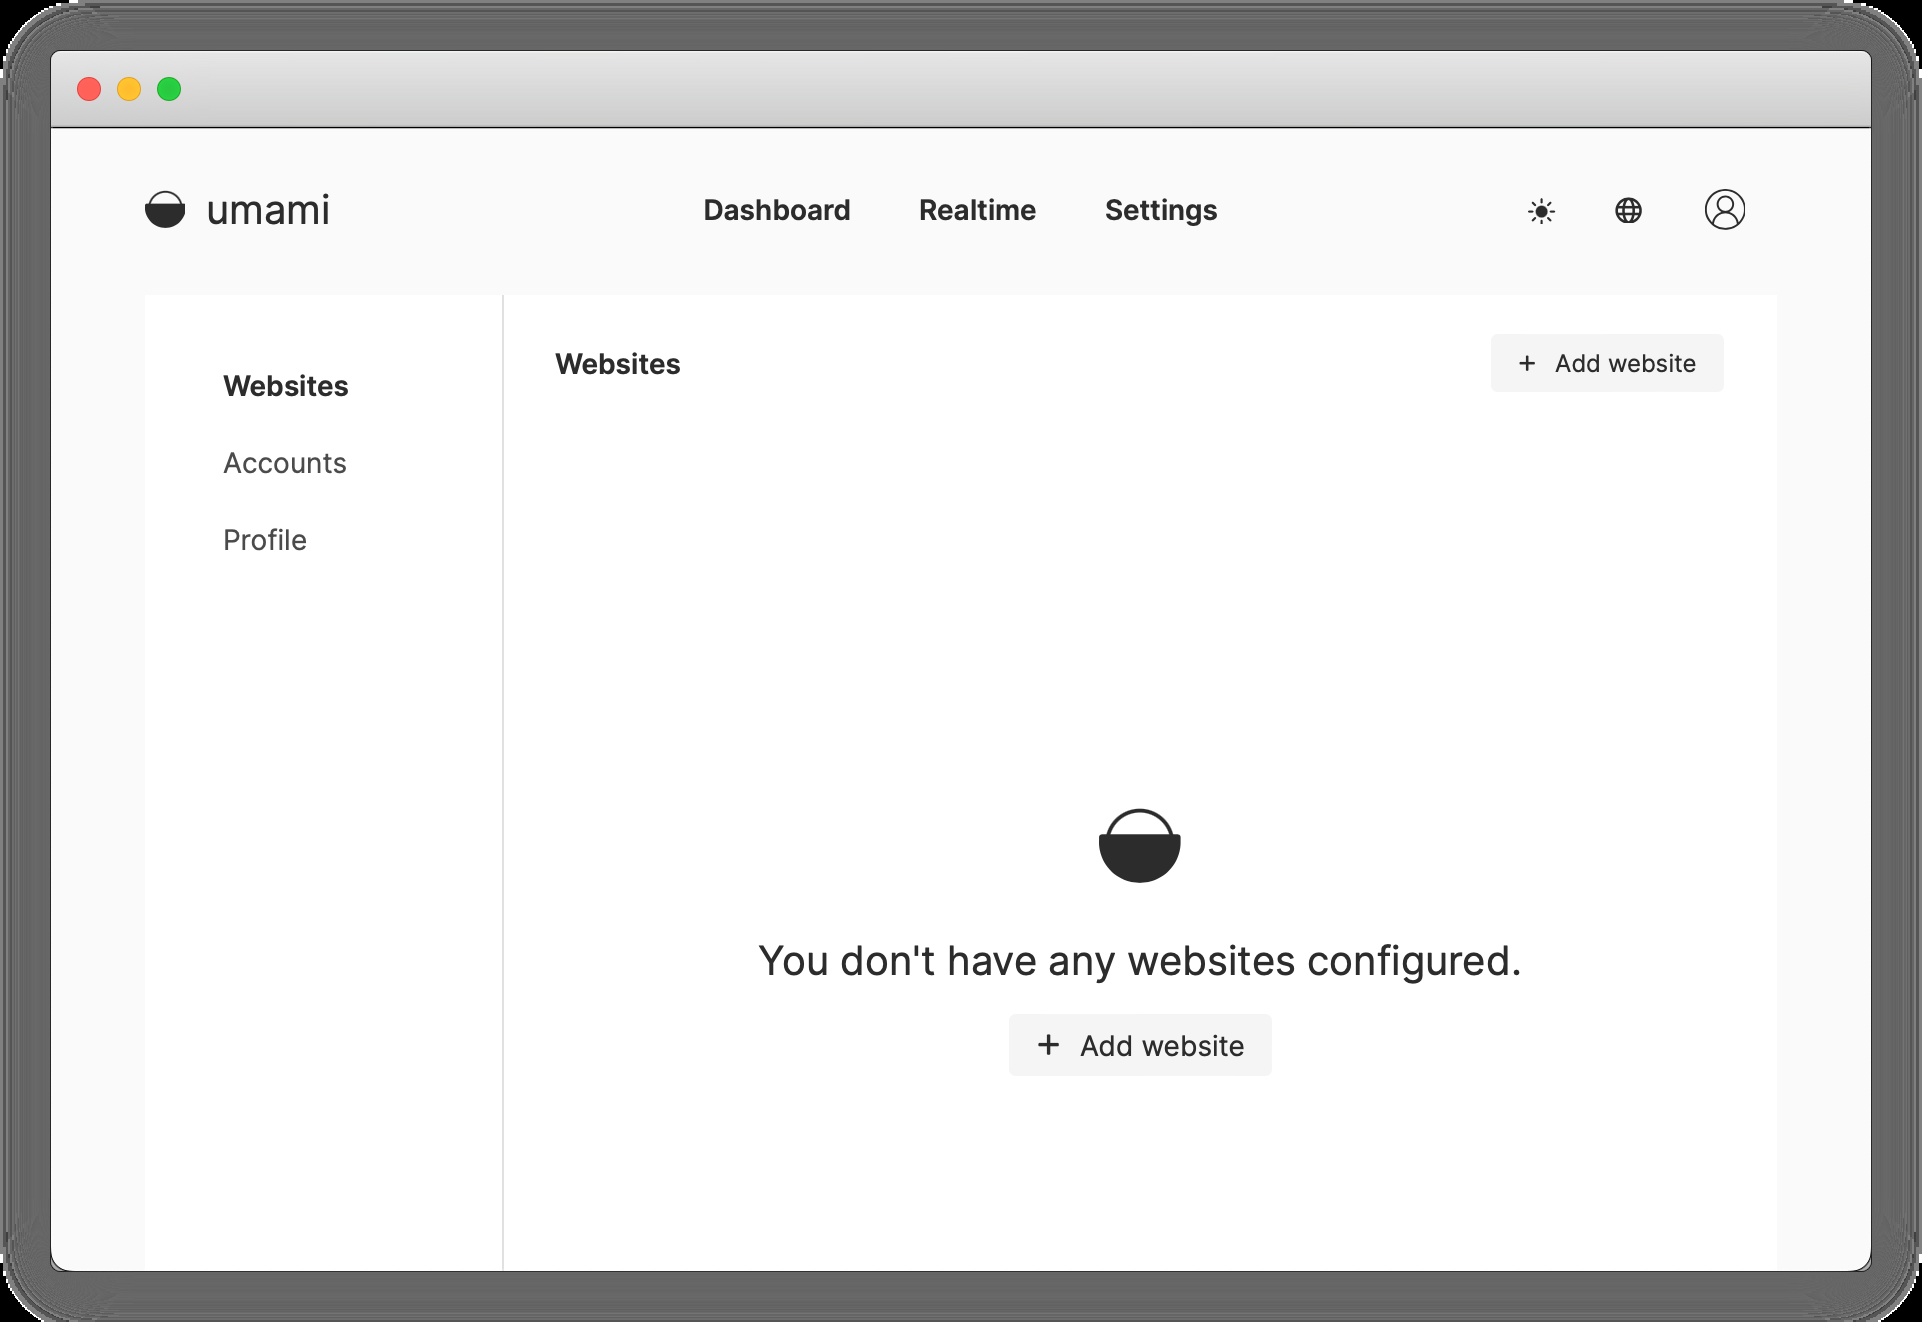 umami
Dashboard
Realtime
Settings
Websites
Accounts
Profile
Websites
+ Add website
You don't have any websites configured.
+ Add website